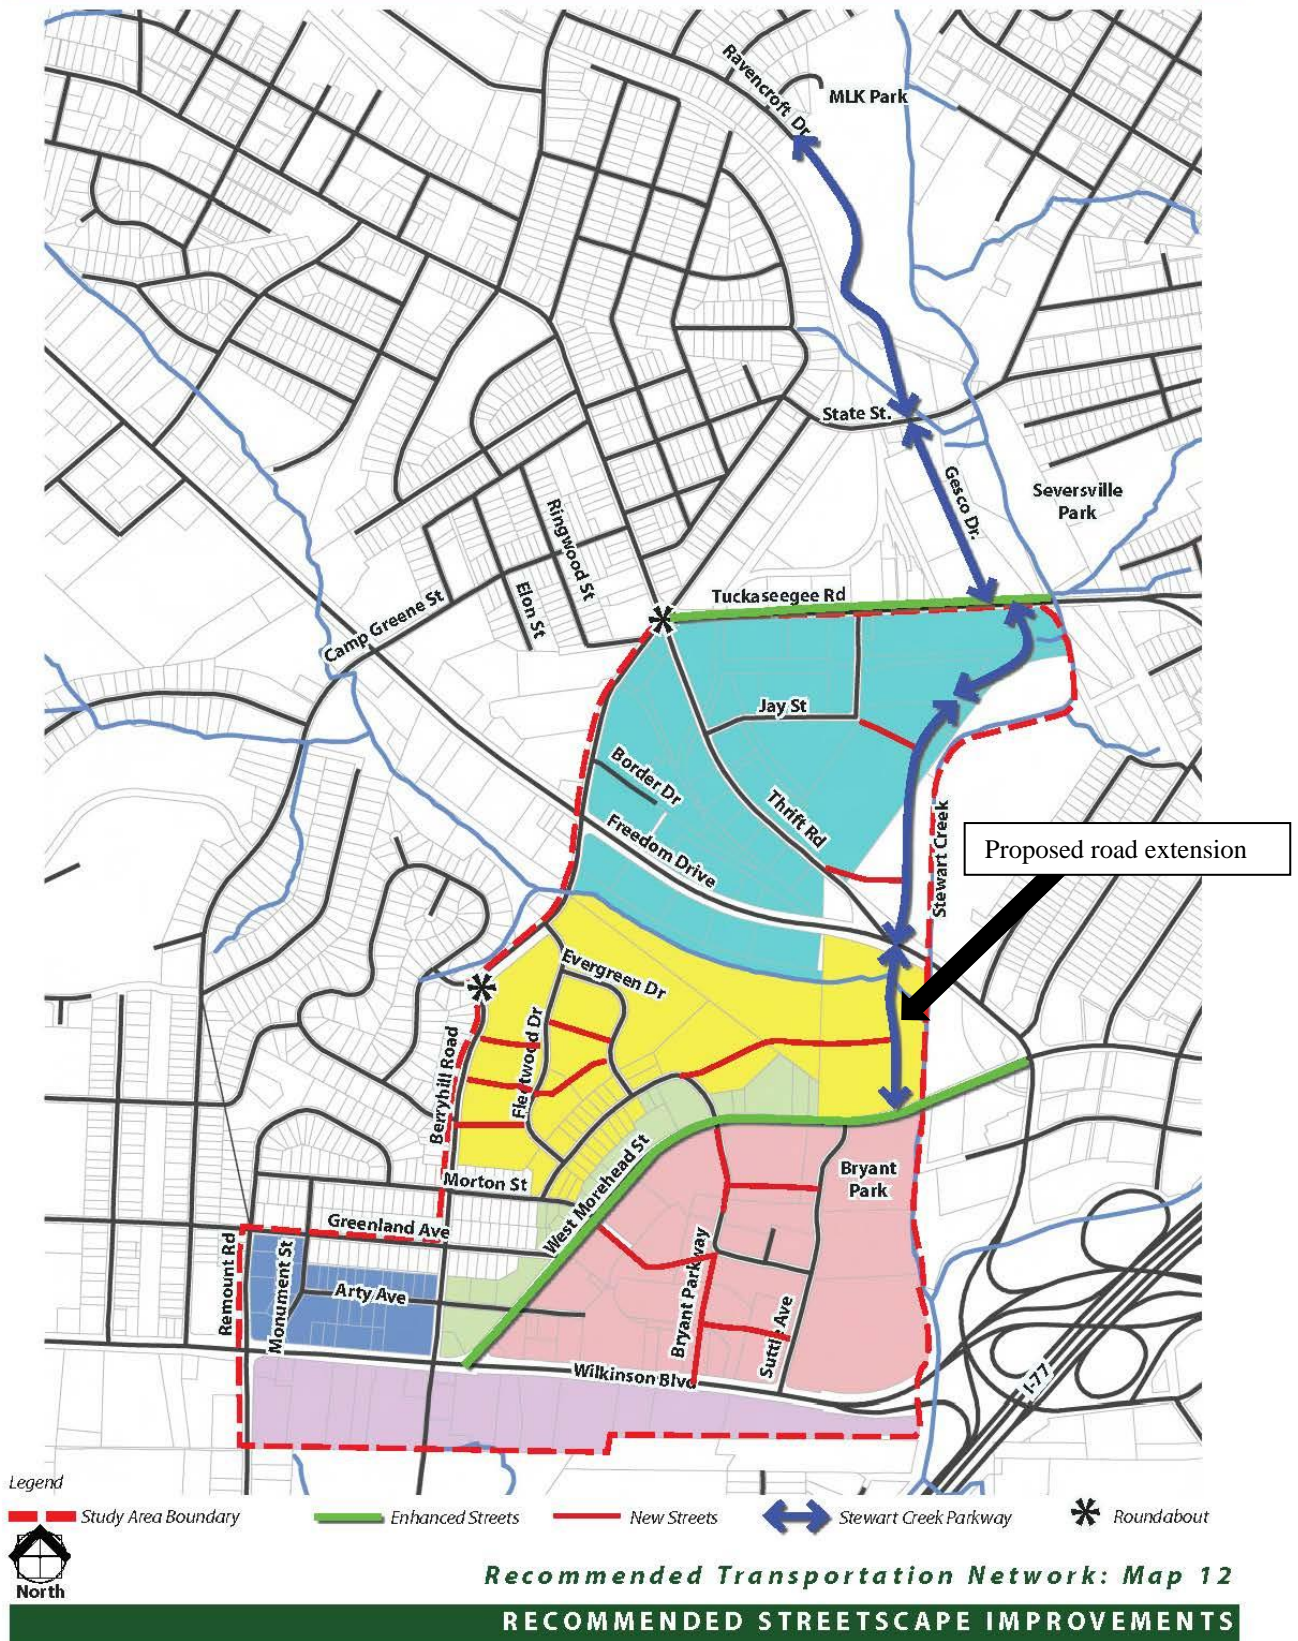 Ravencroft Dr.
MLK Park
State St.
Gesco Dr.
Seversville
Park
Ringwood St
Elon St
Camp Greene St
Tuckaseegee Rd
Jay St
Border Dr
Thrift Rd
Freedom Drive
Stewart Creek
Proposed road extension
Evergreen Dr
Fleetwood Dr
Berryhill Road
Morton St
West Morehead St
Bryant
Park
Greenland Ave
Remount Rd
Monument St
Arty Ave
Bryant Parkway
Suttle Ave
Wilkinson Blvd
I-77
Legend
Study Area Boundary
Enhanced Streets
New Streets
Stewart Creek Parkway
Roundabout
North
Recommended Transportation Network: Map 12
RECOMMENDED STREETSCAPE IMPROVEMENTS